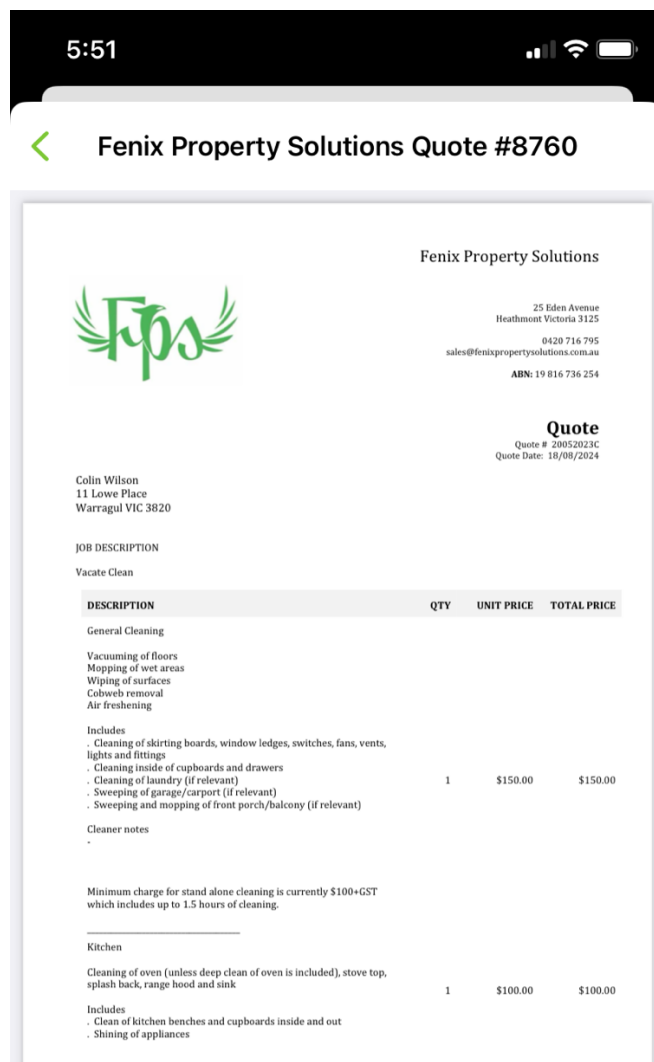 5:51
Fenix Property Solutions Quote #8760
Fenix Property Solutions
Fps
25 Eden Avenue
Heathmont Victoria 3125
0420 716 795
sales@fenixpropertysolutions.com.au
ABN: 19 816 736 254
Quote
Quote # 20052023C
Quote Date: 18/08/2024
Colin Wilson
11 Lowe Place
Warragul VIC 3820
JOB DESCRIPTION
Vacate Clean
DESCRIPTION QTY UNIT PRICE TOTAL PRICE
General Cleaning
Vacuuming of floors
Mopping of wet areas
Wiping of surfaces
Cobweb removal
Air freshening
Includes
. Cleaning of skirting boards, window ledges, switches, fans, vents,
lights and fittings
. Cleaning inside of cupboards and drawers
. Cleaning of laundry (if relevant) 1 $150.00 $150.00
. Sweeping of garage/carport (if relevant)
. Sweeping and mopping of front porch/balcony (if relevant)
Cleaner notes
-
Minimum charge for stand alone cleaning is currently $100+GST
which includes up to 1.5 hours of cleaning.
Kitchen
Cleaning of oven (unless deep clean of oven is included), stove top,
splash back, range hood and sink
1 $100.00 $100.00
Includes
. Clean of kitchen benches and cupboards inside and out
. Shining of appliances